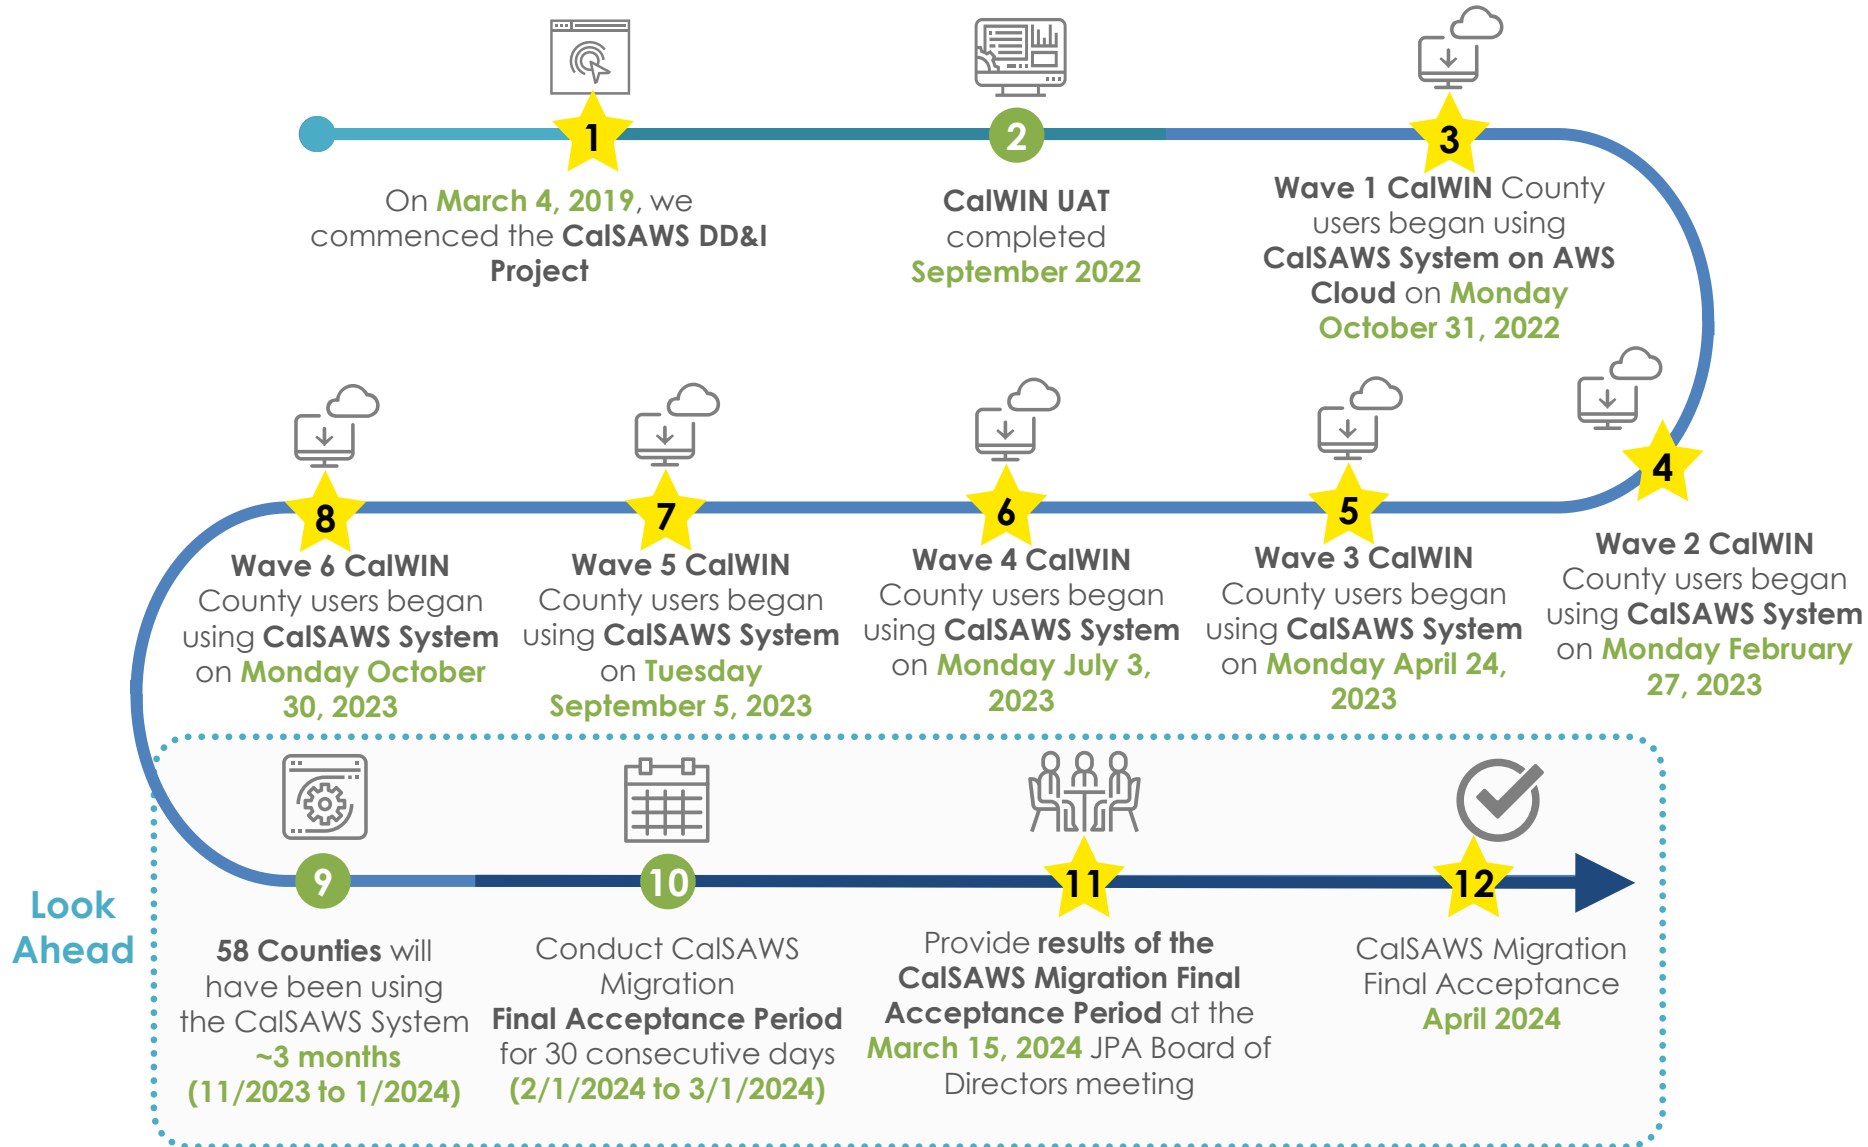 1
On March 4, 2019, we
commenced the CalSAWS DD&I
Project
2
CalWIN UAT
completed
September 2022
3
Wave 1 CalWIN County
users began using
CalSAWS System on AWS
Cloud on Monday
October 31, 2022
4
Wave 2 CalWIN
County users began
using CalSAWS System
on Monday February
27, 2023
5
Wave 3 CalWIN
County users began
using CalSAWS System
on Monday April 24,
2023
6
Wave 4 CalWIN
County users began
using CalSAWS System
on Monday July 3,
2023
7
Wave 5 CalWIN
County users began
using CalSAWS System
on Tuesday
September 5, 2023
8
Wave 6 CalWIN
County users began
using CalSAWS System
on Monday October
30, 2023
Look
Ahead
9
58 Counties will
have been using
the CalSAWS System
~3 months
(11/2023 to 1/2024)
10
Conduct CalSAWS
Migration
Final Acceptance Period
for 30 consecutive days
(2/1/2024 to 3/1/2024)
11
Provide results of the
CalSAWS Migration Final
Acceptance Period at the
March 15, 2024 JPA Board of
Directors meeting
12
CalSAWS Migration
Final Acceptance
April 2024